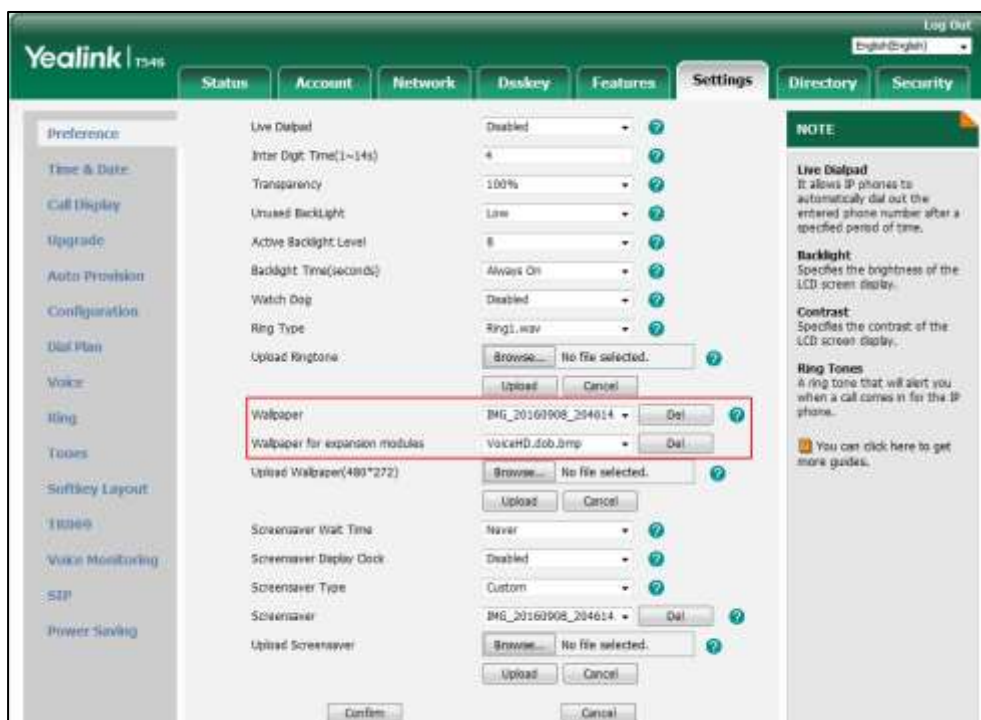 Log Out
English(English)
Yealink T54S
Status Account Network Dsskey Features Settings Directory Security
Preference
Time & Date
Call Display
Upgrade
Auto Provision
Configuration
Dial Plan
Voice
Ring
Tones
Softkey Layout
TR069
Voice Monitoring
SIP
Power Saving
Live Dialpad Disabled
Inter Digit Time(1~14s) 4
Transparency 100%
Unused BackLight Low
Active Backlight Level 8
Backlight Time(seconds) Always On
Watch Dog Disabled
Ring Type Ring1.wav
Upload Ringtone Browse... No file selected.
Upload Cancel
Wallpaper IMG_20160908_204614. Del
Wallpaper for expansion modules VoiceHD.dob.bmp Del
Upload Wallpaper(480*272) Browse... No file selected.
Upload Cancel
Screensaver Wait Time Never
Screensaver Display Clock Disabled
Screensaver Type Custom
Screensaver IMG_20160908_204614. Del
Upload Screensaver Browse... No file selected.
Upload Cancel
Confirm Cancel
NOTE
Live Dialpad
It allows IP phones to
automatically dial out the
entered phone number after a
specified period of time.
Backlight
Specifies the brightness of the
LCD screen display.
Contrast
Specifies the contrast of the
LCD screen display.
Ring Tones
A ring tone that will alert you
when a call comes in for the IP
phone.
You can click here to get
more guides.